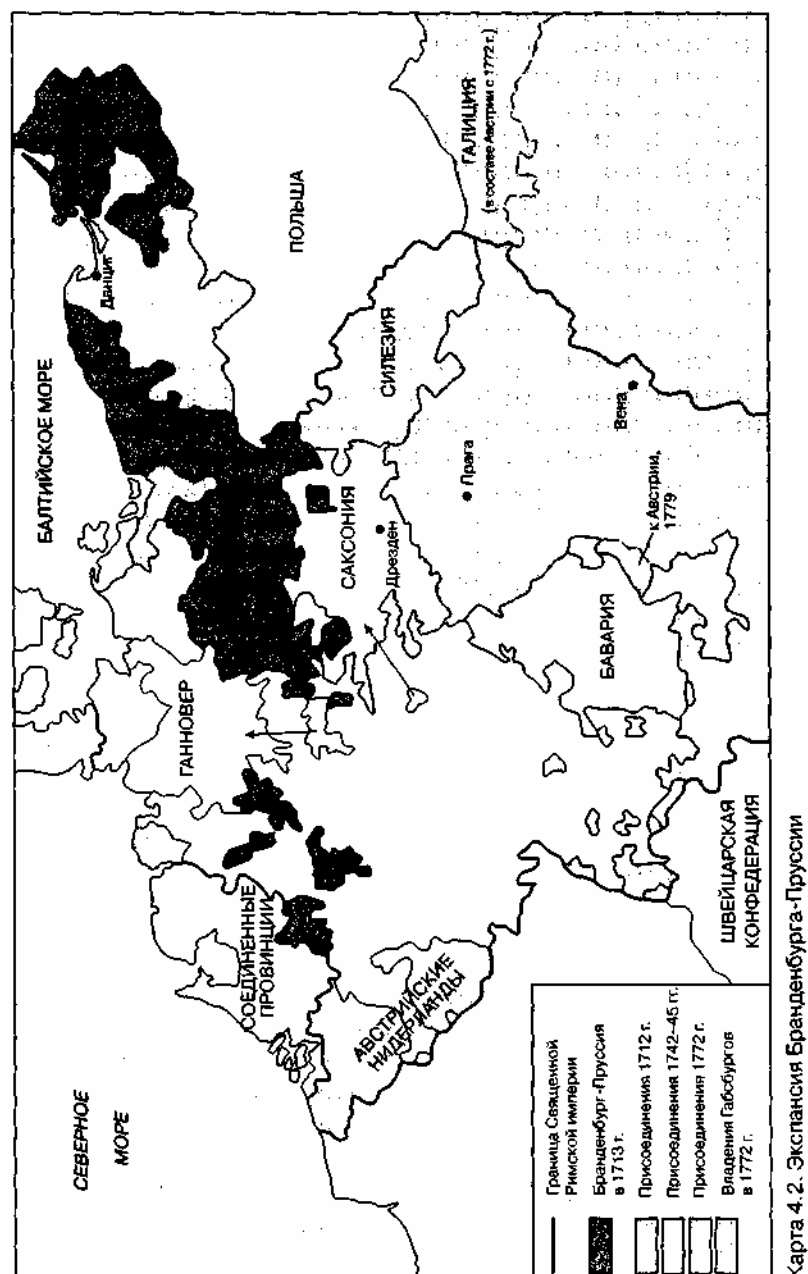 СЕВЕРНОЕ
МОРЕ
БАЛТИЙСКОЕ МОРЕ
Данциг
ГАННОВЕР
СОЕДИНЕННЫЕ
ПРОВИНЦИИ
ПОЛЬША
САКСОНИЯ
Дрезден
СИЛЕЗИЯ
ГАЛИЦИЯ
(в составе Австрии с 1772 г.)
АВСТРИЙСКИЕ
НИДЕРЛАНДЫ
Прага
Вена
к Австрии,
1779
БАВАРИЯ
ШВЕЙЦАРСКАЯ
КОНФЕДЕРАЦИЯ
Граница Священной
Римской империи
Бранденбург-Пруссия
в 1713 г.
Присоединения 1712 г.
Присоединения 1742-45 гг.
Присоединения 1772 г.
Владения Габсбургов
в 1772 г.
Карта 4.2. Экспансия Бранденбурга-Пруссии